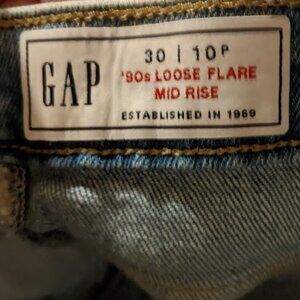 GAP
30 | 10P
'90s LOOSE FLARE
MID RISE
ESTABLISHED IN 1969